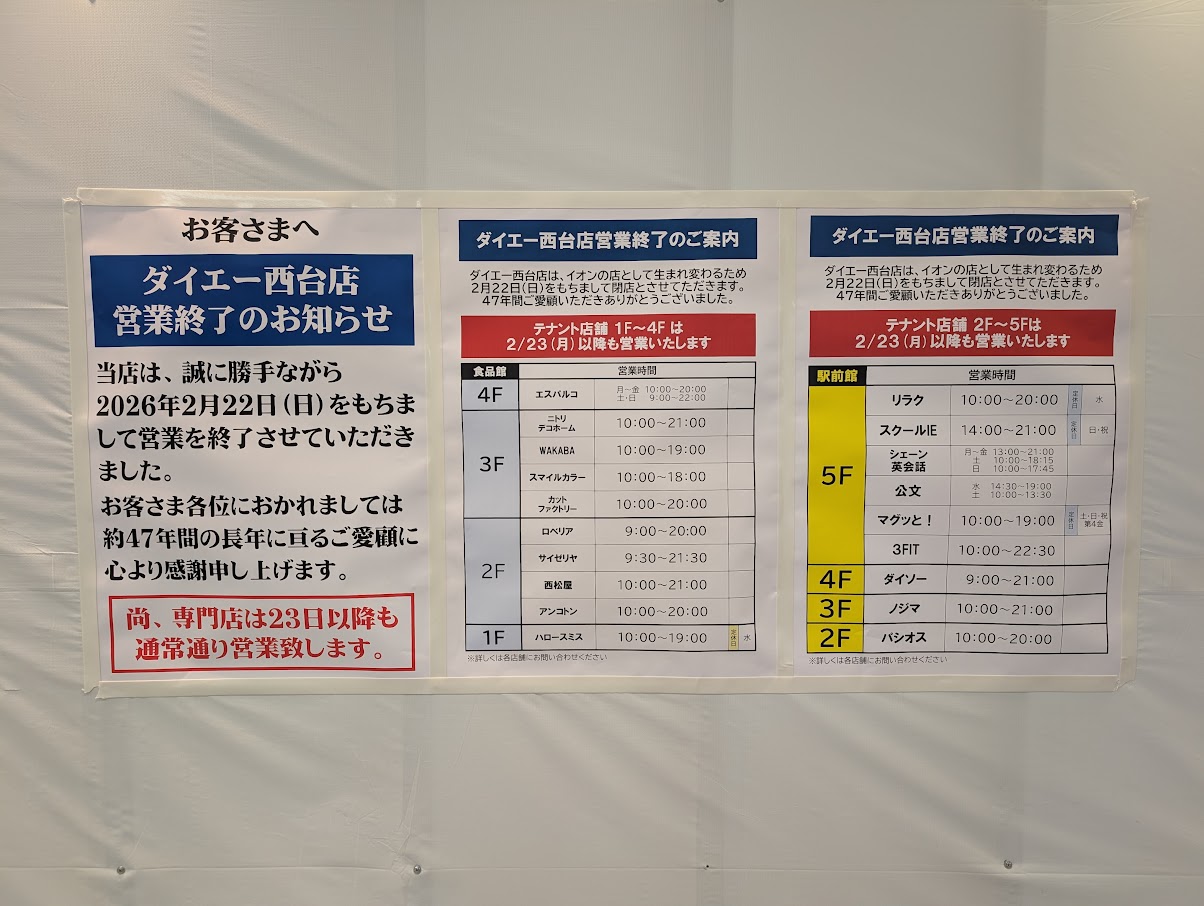 お客さまへ
ダイエー西台店
営業終了のお知らせ
当店は、誠に勝手ながら
2026年2月22日(日)をもちま
して営業を終了させていただき
ました。
お客さま各位におかれましては
約47年間の長年に亘るご愛顧に
心より感謝申し上げます。
尚、専門店は23日以降も
通常通り営業致します。
ダイエー西台店営業終了のご案内
ダイエー西台店は、イオンの店として生まれ変わるため
2月22日(日)をもちまして閉店とさせてただきます。
47年間ご愛顧いただきありがとうございました。
テナント店舗 1F～4F は
2/23(月)以降も営業いたします
食品館 営業時間
4F エスパルコ 月～金 10:00～20:00
土・日 9:00～22:00
3F ニトリ
デコホーム 10:00～21:00
WAKABA 10:00～19:00
スマイルカラー 10:00～18:00
カット
ファクトリー 10:00～20:00
2F ロペリア 9:00～20:00
サイゼリヤ 9:30～21:30
西松屋 10:00～21:00
アンコトン 10:00～20:00
1F ハロースミス 10:00～19:00 定休日 水
※詳しくは各店舗にお問い合わせください
ダイエー西台店営業終了のご案内
ダイエー西台店は、イオンの店として生まれ変わるため
2月22日(日)をもちまして閉店とさせてただきます。
47年間ご愛顧いただきありがとうございました。
テナント店舗 2F～5Fは
2/23(月)以降も営業いたします
駅前館 営業時間
5F リラク 10:00～20:00 定休日 水
スクールIE 14:00～21:00 定休日 日・祝
シェーン
英会話 月～金 13:00～21:00
土 10:00～18:15
日 10:00～17:45
公文 水 14:30～19:00
土 10:00～13:30
マグッと！ 10:00～19:00 定休日 土・日・祝
第4金
3FIT 10:00～22:30
4F ダイソー 9:00～21:00
3F ノジマ 10:00～21:00
2F パシオス 10:00～20:00
※詳しくは各店舗にお問い合わせください